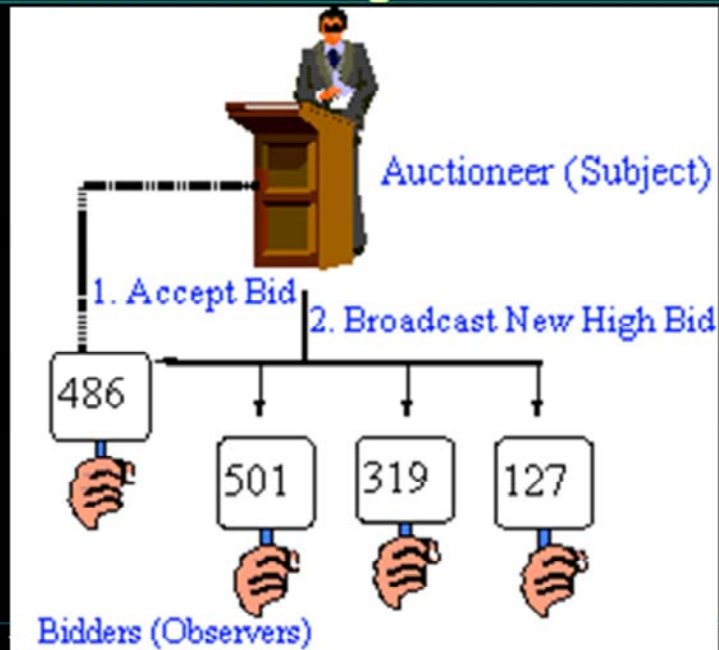 Auctioneer (Subject)
1. Accept Bid
2. Broadcast New High Bid
486
501
319
127
Bidders (Observers)